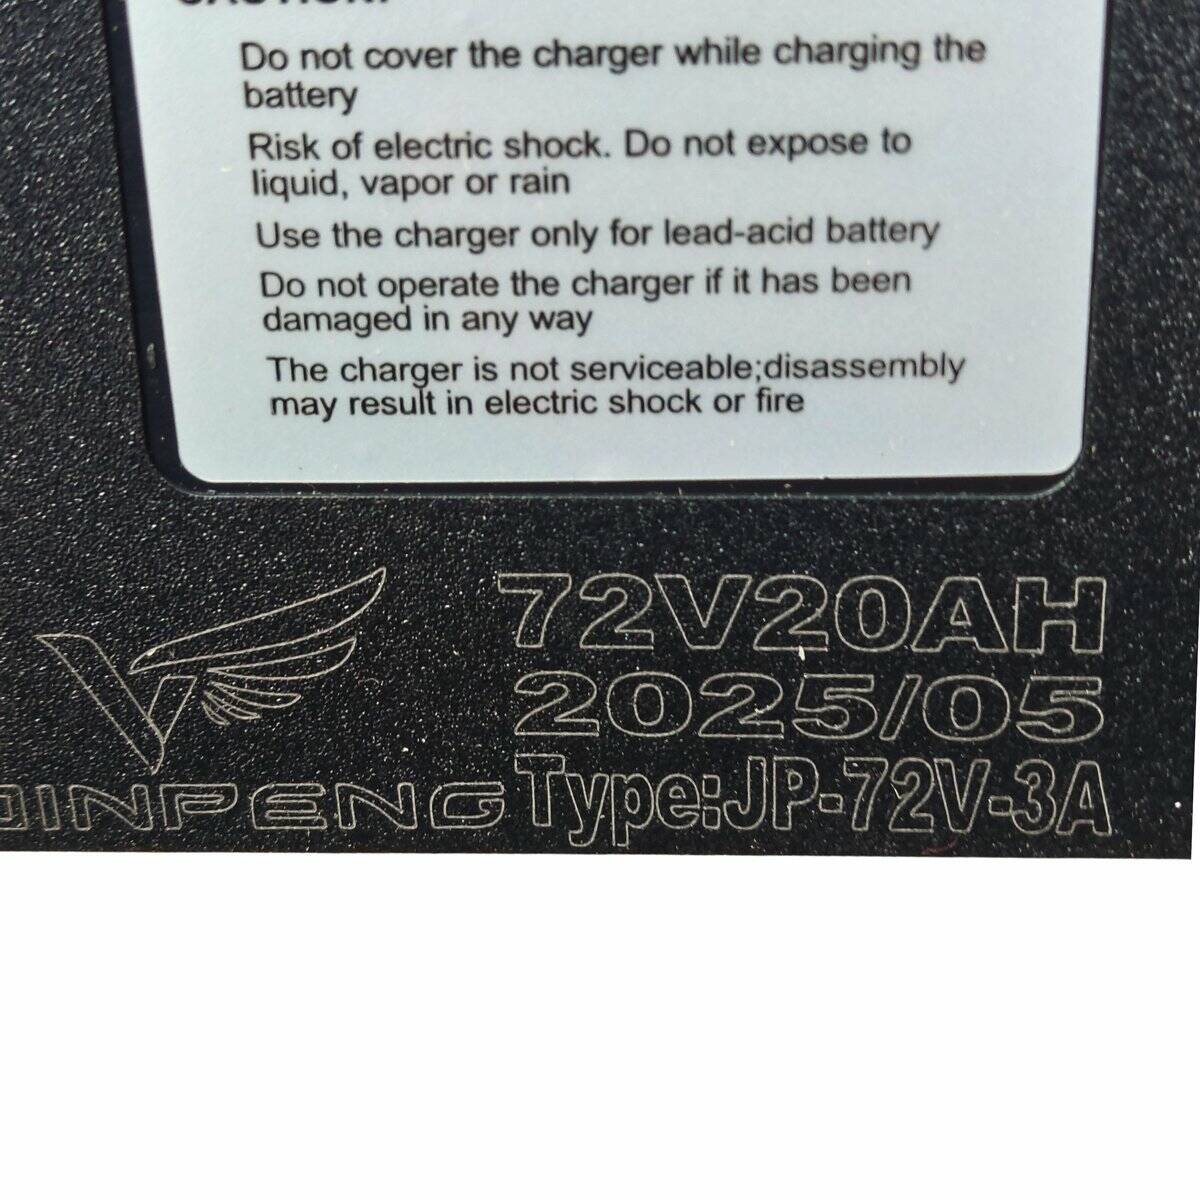 CAUTION:
Do not cover the charger while charging the
battery
Risk of electric shock. Do not expose to
liquid, vapor or rain
Use the charger only for lead-acid battery
Do not operate the charger if it has been
damaged in any way
The charger is not serviceable;disassembly
may result in electric shock or fire
72V20AH
2025/05
JINPENG Type:JP-72V-3A